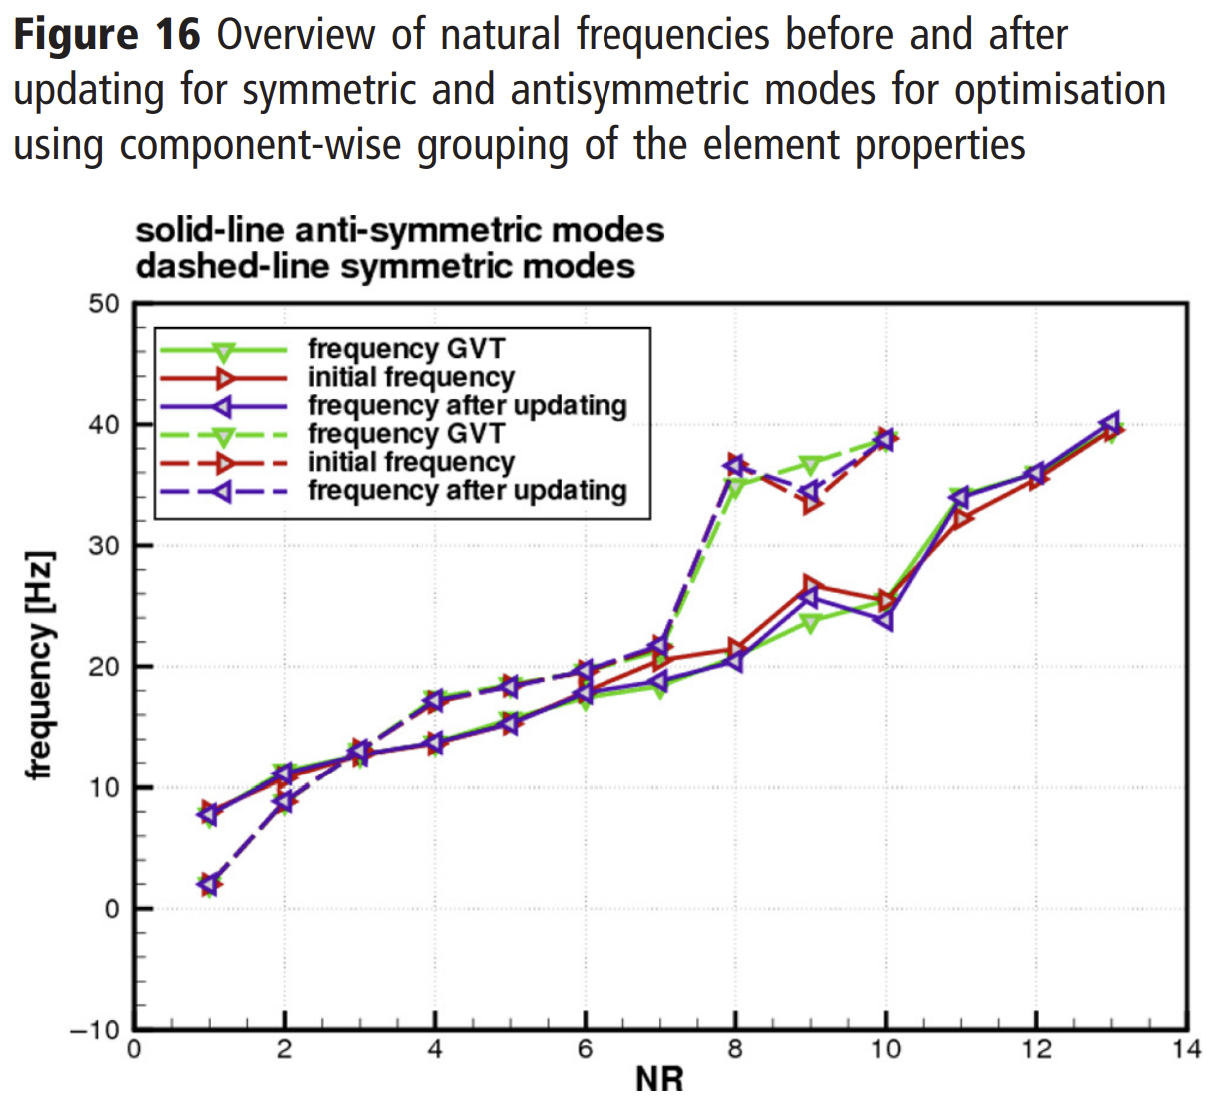 Figure 16 Overview of natural frequencies before and after
updating for symmetric and antisymmetric modes for optimisation
using component-wise grouping of the element properties
solid-line anti-symmetric modes
dashed-line symmetric modes
50
40
30
20
10
0
−10
frequency [Hz]
frequency GVT
initial frequency
frequency after updating
frequency GVT
initial frequency
frequency after updating
0 2 4 6 8 10 12 14
NR